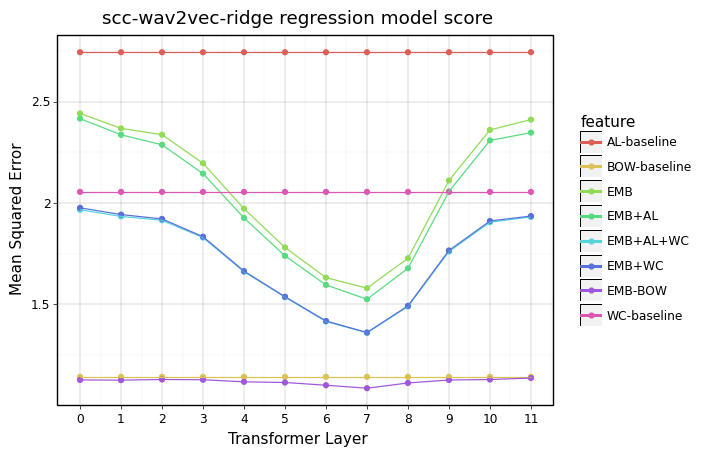 scc-wav2vec-ridge regression model score
Mean Squared Error
2.5
2
1.5
0 1 2 3 4 5 6 7 8 9 10 11
Transformer Layer
feature
AL-baseline
BOW-baseline
EMB
EMB+AL
EMB+AL+WC
EMB+WC
EMB-BOW
WC-baseline